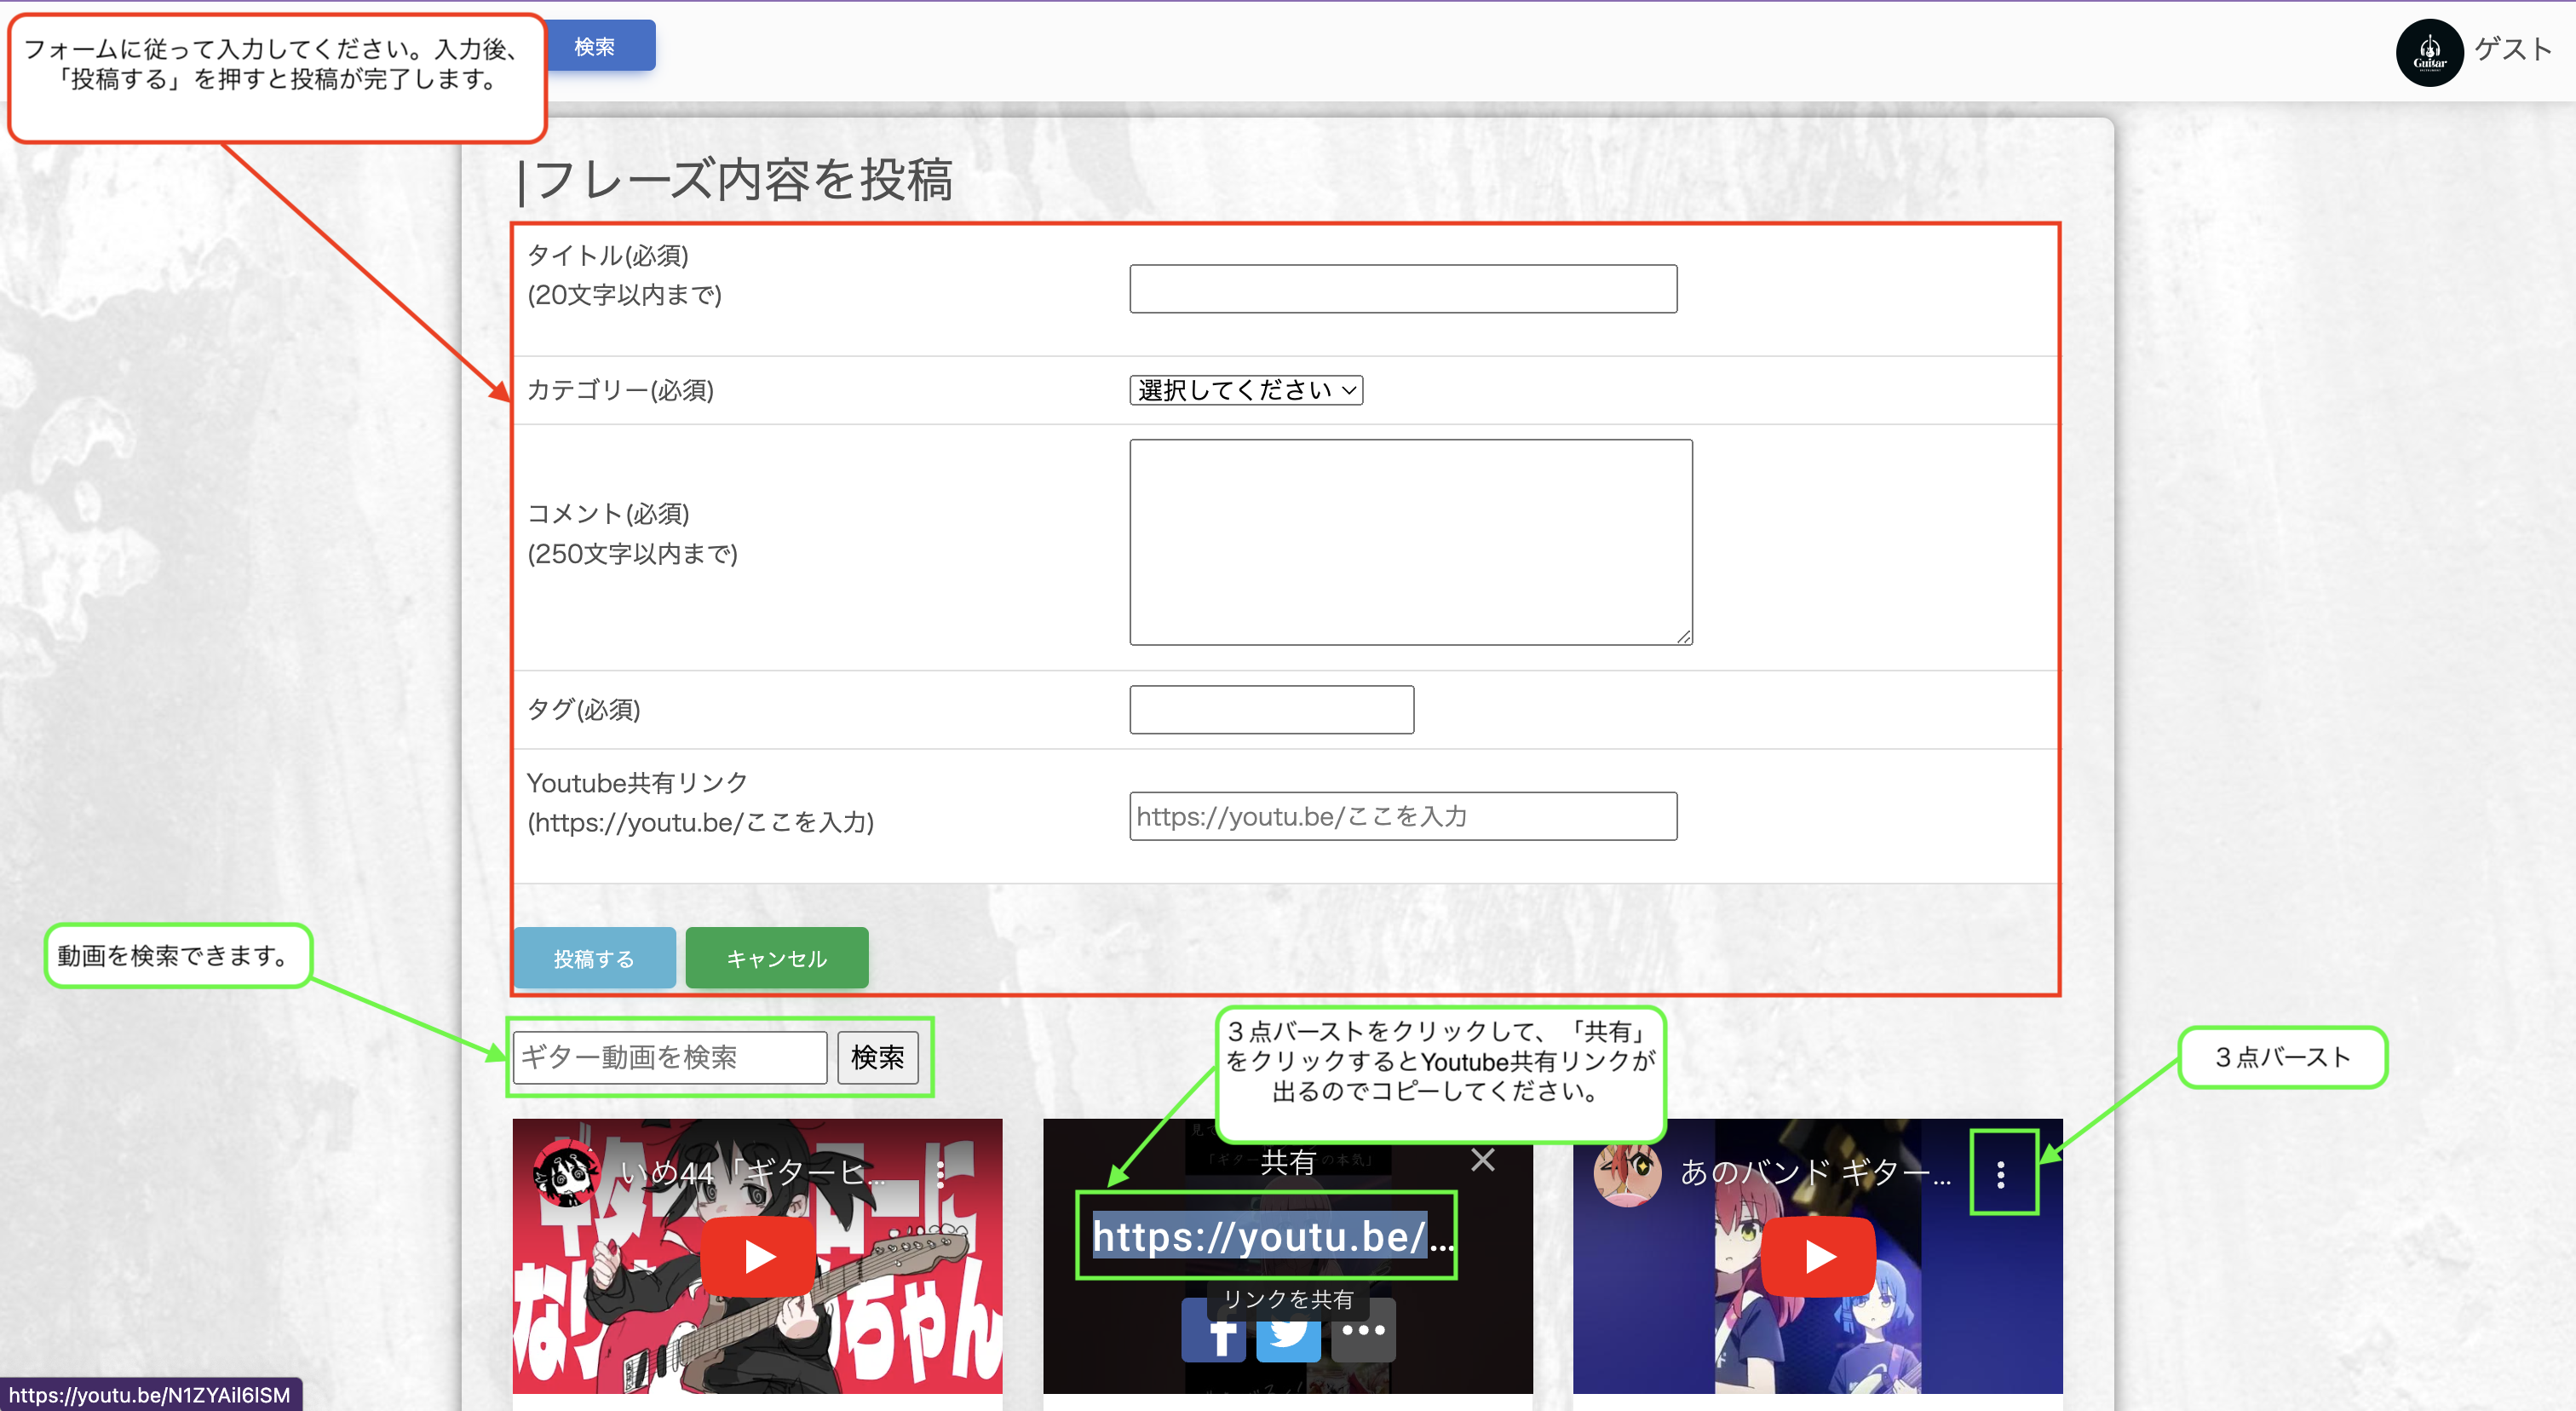 フォームに従って入力してください。入力後、
「投稿する」を押すと投稿が完了します。
検索
Guitar
ゲスト
|フレーズ内容を投稿
タイトル(必須)
(20文字以内まで)
カテゴリー(必須)
選択してください
コメント(必須)
(250文字以内まで)
タグ(必須)
Youtube共有リンク
(https://youtu.be/ここを入力)
https://youtu.be/ここを入力
投稿する
キャンセル
動画を検索できます。
ギター動画を検索
検索
３点バーストをクリックして、「共有」
をクリックするとYoutube共有リンクが
出るのでコピーしてください。
３点バースト
いめ44「ギターヒ...
共有
https://youtu.be/...
リンクを共有
あのバンド ギター...
https://youtu.be/N1ZYAil6ISM